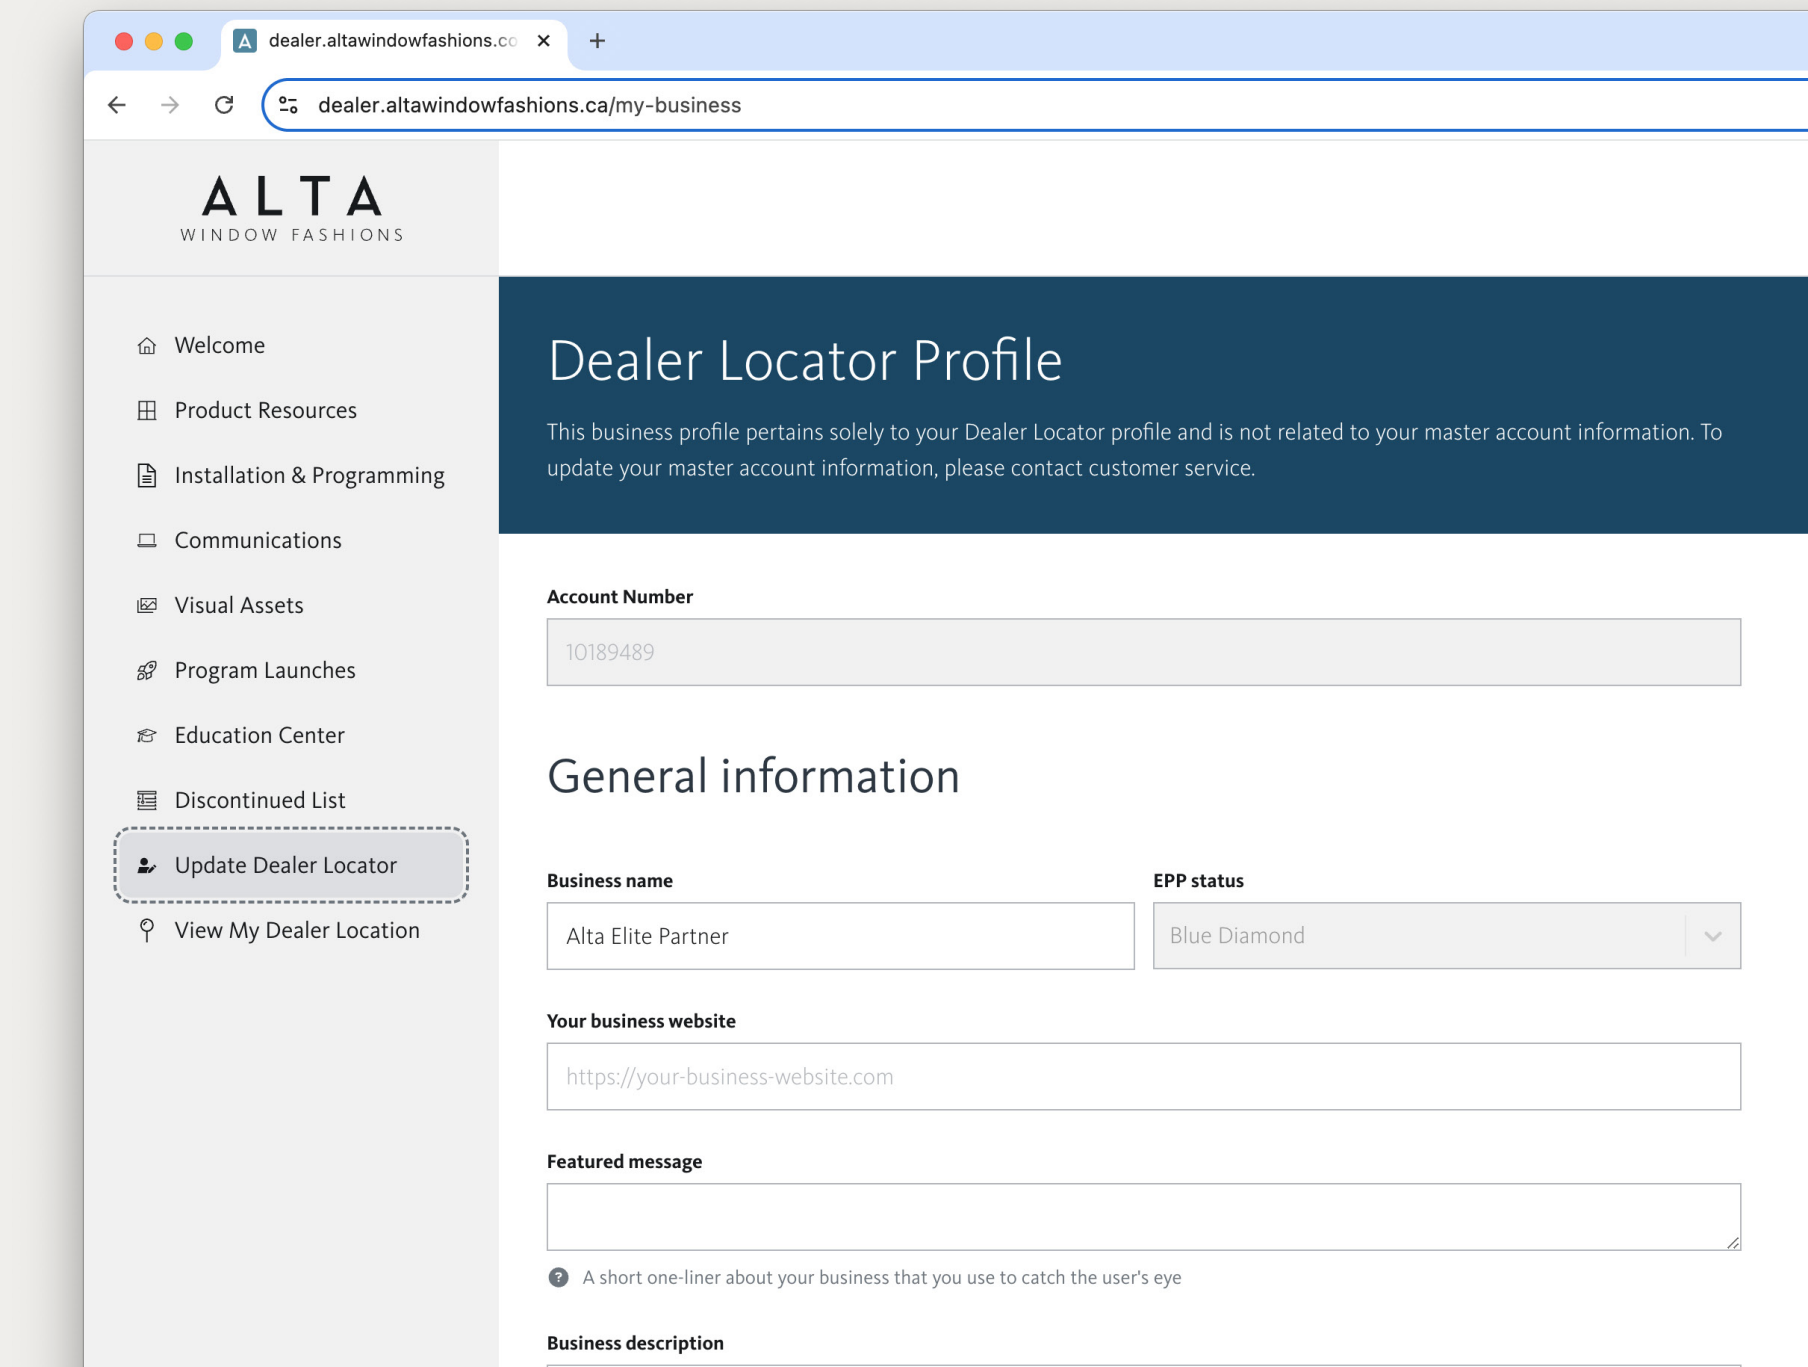 dealer.altawindowfashions.co
dealer.altawindowfashions.ca/my-business
ALTA
WINDOW FASHIONS
Welcome
Product Resources
Installation & Programming
Communications
Visual Assets
Program Launches
Education Center
Discontinued List
Update Dealer Locator
View My Dealer Location
Dealer Locator Profile
This business profile pertains solely to your Dealer Locator profile and is not related to your master account information. To
update your master account information, please contact customer service.
Account Number
10189489
General information
Business name
EPP status
Alta Elite Partner
Blue Diamond
Your business website
https://your-business-website.com
Featured message
A short one-liner about your business that you use to catch the user's eye
Business description